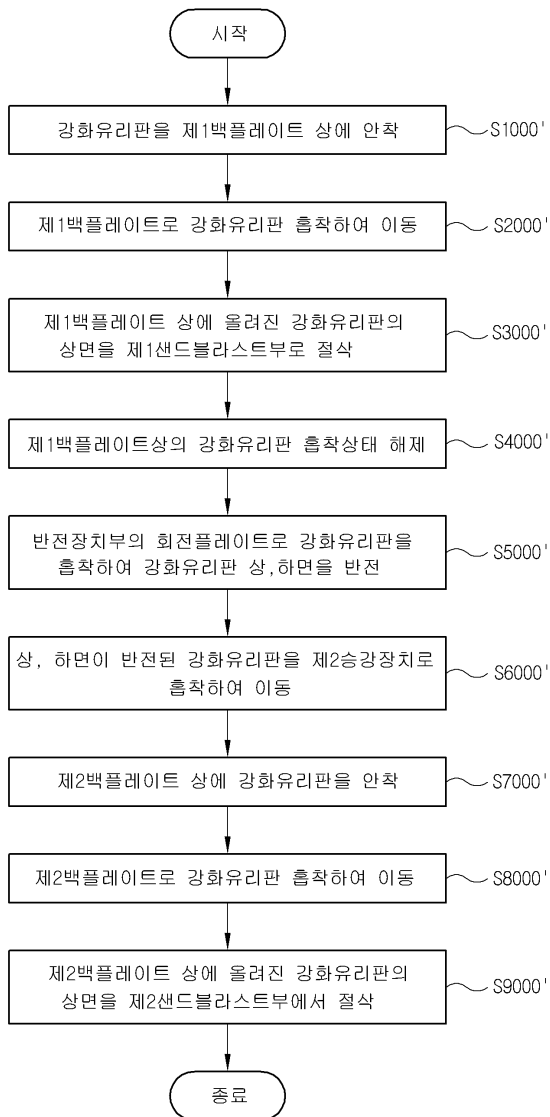 시작
강화유리판을 제1백플레이트 상에 안착
S1000'
제1백플레이트로 강화유리판 흡착하여 이동
S2000'
제1백플레이트 상에 올려진 강화유리판의
상면을 제1샌드블라스트부로 절삭
S3000'
제1백플레이트상의 강화유리판 흡착상태 해제
S4000'
반전장치부의 회전플레이트로 강화유리판을
흡착하여 강화유리판 상,하면을 반전
S5000'
상, 하면이 반전된 강화유리판을 제2승강장치로
흡착하여 이동
S6000'
제2백플레이트 상에 강화유리판을 안착
S7000'
제2백플레이트로 강화유리판 흡착하여 이동
S8000'
제2백플레이트 상에 올려진 강화유리판의
상면을 제2샌드블라스트부에서 절삭
S9000'
종료